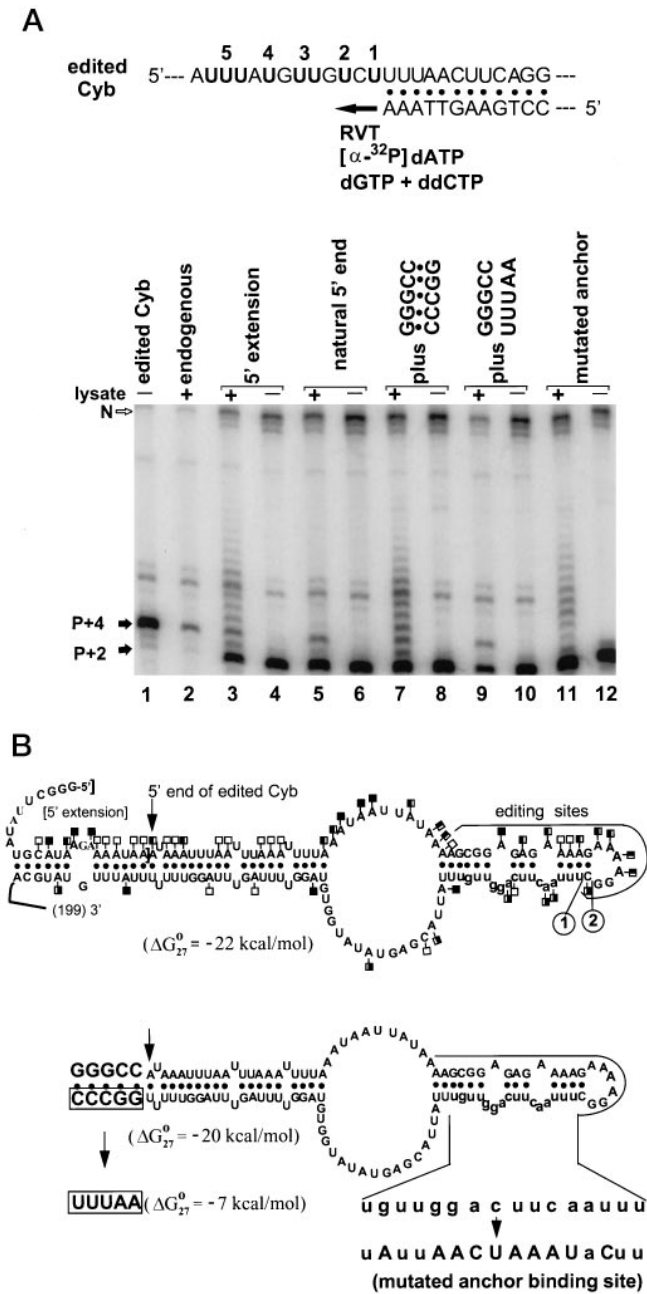 A
5 4 3 2 1
edited Cyb 5'--- AUUUAUGUUGUCUUUUAACUUCAGG ---
AAATTGAAGTCC --- 5'
RVT
[α-³²P] dATP
dGTP + ddCTP
edited Cyb
endogenous
5' extension
natural 5' end
plus GGGCC CCCGG
plus GGGCC UUUAA
mutated anchor
lysate − + + − + − + − + − + −
N
P+4
P+2
1 2 3 4 5 6 7 8 9 10 11 12
B
5' end of edited Cyb
[5' extension]
editing sites
(199) 3'
1 2
(ΔG°27 = -22 kcal/mol)
GGGCC
CCCGG
(ΔG°27 = -20 kcal/mol)
UUUAA (ΔG°27 = -7 kcal/mol)
u g u u g g a c u u c a a u u u
u A u u A A C U A A A U a C u u
(mutated anchor binding site)